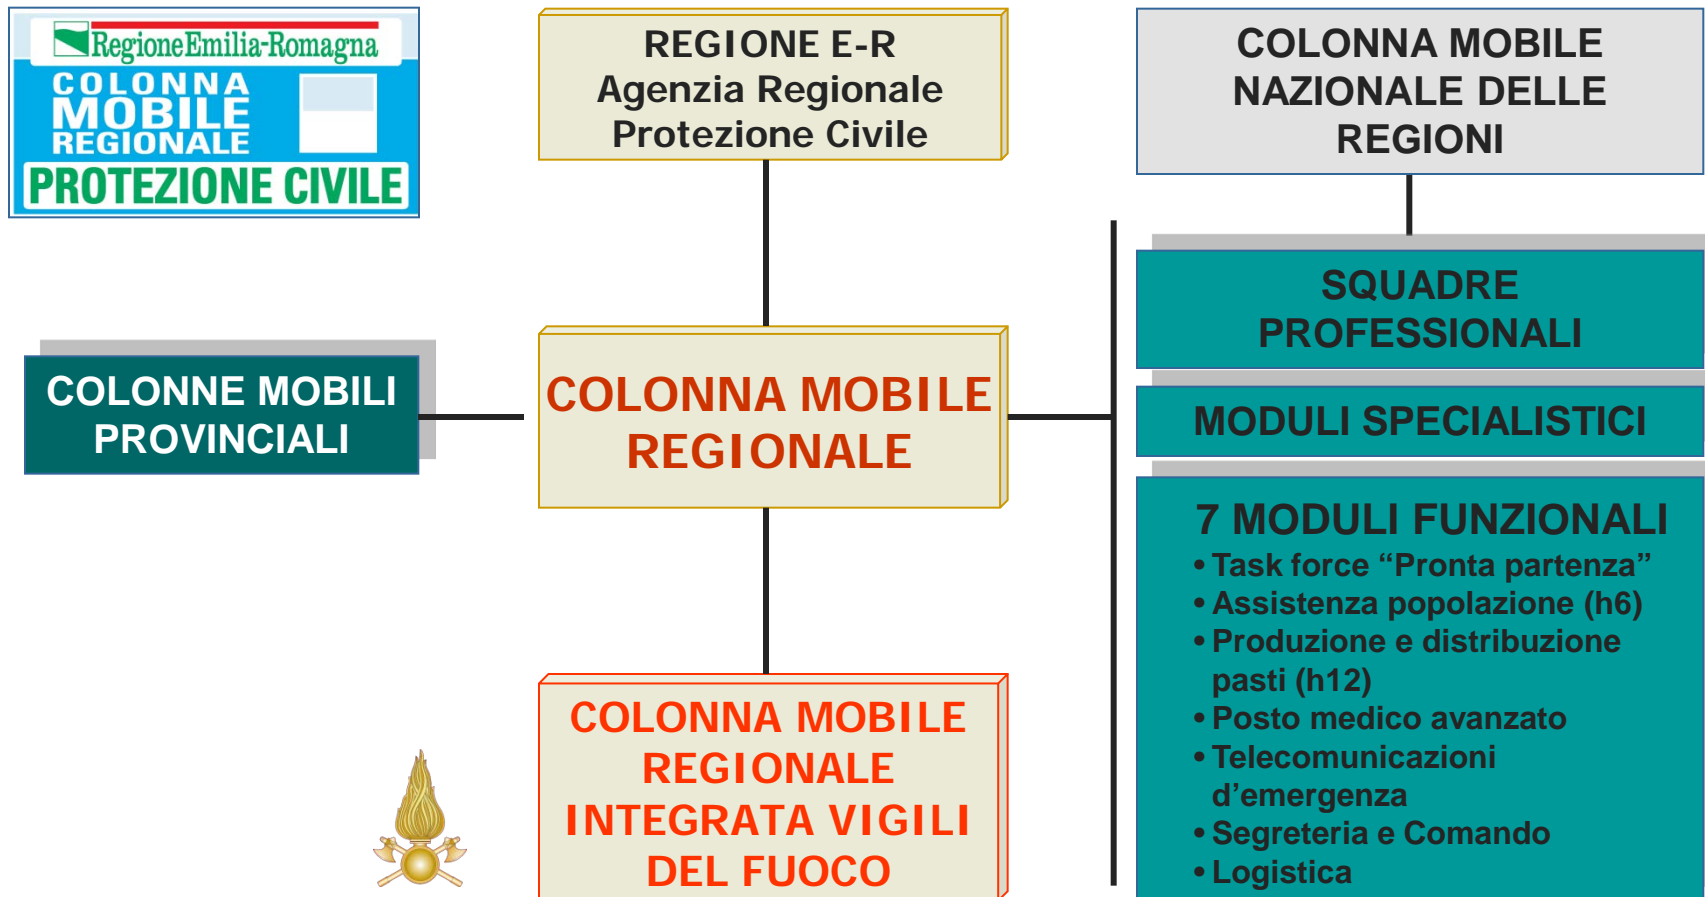 RegioneEmilia-Romagna
COLONNA
MOBILE
REGIONALE
PROTEZIONE CIVILE
REGIONE E-R
Agenzia Regionale
Protezione Civile
COLONNA MOBILE
NAZIONALE DELLE
REGIONI
COLONNE MOBILI
PROVINCIALI
COLONNA MOBILE
REGIONALE
SQUADRE
PROFESSIONALI
MODULI SPECIALISTICI
7 MODULI FUNZIONALI
• Task force “Pronta partenza”
• Assistenza popolazione (h6)
• Produzione e distribuzione
pasti (h12)
• Posto medico avanzato
• Telecomunicazioni
d’emergenza
• Segreteria e Comando
• Logistica
COLONNA MOBILE
REGIONALE
INTEGRATA VIGILI
DEL FUOCO